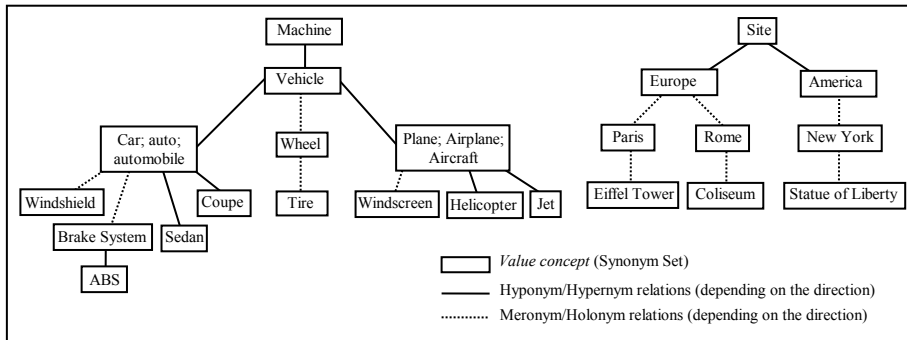 Machine
Site
Vehicle
Europe
America
Car; auto;
automobile
Wheel
Plane; Airplane;
Aircraft
Paris
Rome
New York
Windshield
Coupe
Tire
Windscreen
Helicopter
Jet
Eiffel Tower
Coliseum
Statue of Liberty
Brake System
Sedan
ABS
Value concept (Synonym Set)
Hyponym/Hypernym relations (depending on the direction)
Meronym/Holonym relations (depending on the direction)